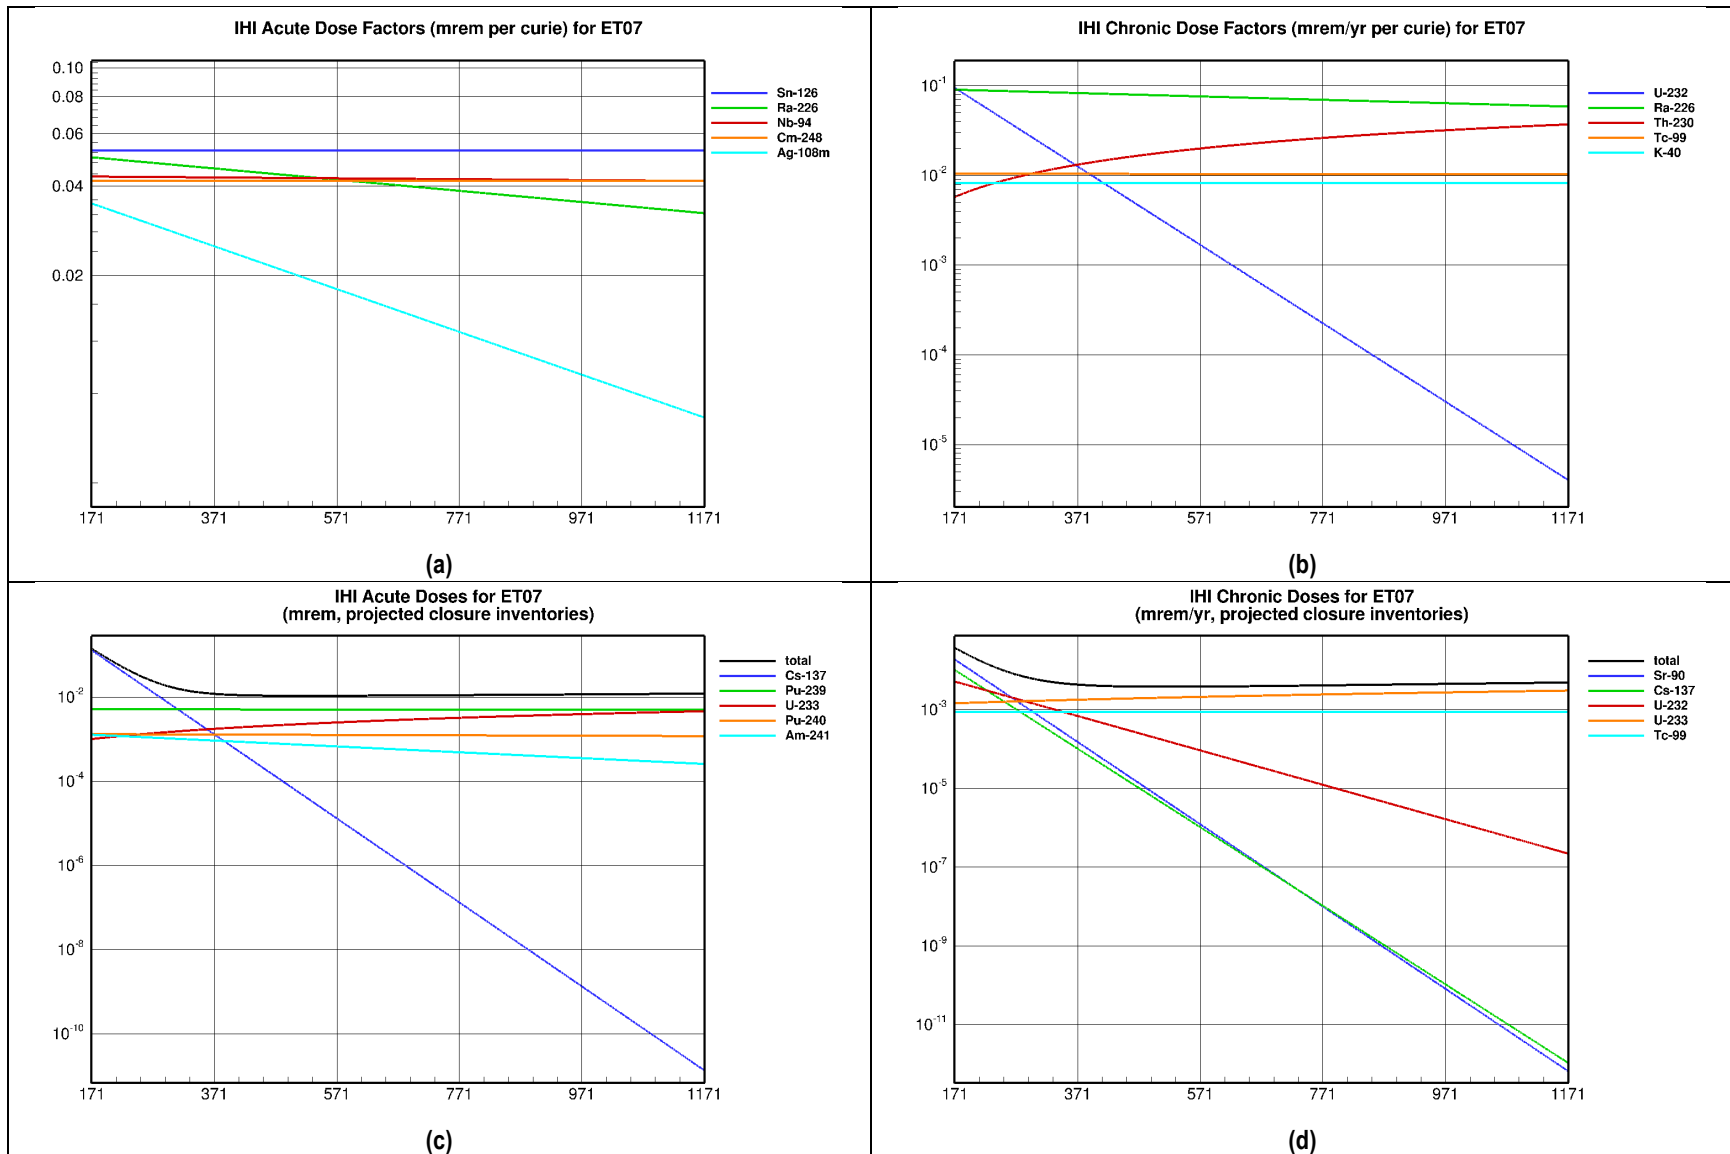 IHI Acute Dose Factors (mrem per curie) for ET07
0.10
0.08
0.06
0.04
0.02
171 371 571 771 971 1171
Sn-126
Ra-226
Nb-94
Cm-248
Ag-108m
(a)
IHI Chronic Dose Factors (mrem/yr per curie) for ET07
10⁻¹
10⁻²
10⁻³
10⁻⁴
10⁻⁵
171 371 571 771 971 1171
U-232
Ra-226
Th-230
Tc-99
K-40
(b)
IHI Acute Doses for ET07
(mrem, projected closure inventories)
10⁻²
10⁻⁴
10⁻⁶
10⁻⁸
10⁻¹⁰
171 371 571 771 971 1171
total
Cs-137
Pu-239
U-233
Pu-240
Am-241
(c)
IHI Chronic Doses for ET07
(mrem/yr, projected closure inventories)
10⁻³
10⁻⁵
10⁻⁷
10⁻⁹
10⁻¹¹
171 371 571 771 971 1171
total
Sr-90
Cs-137
U-232
U-233
Tc-99
(d)